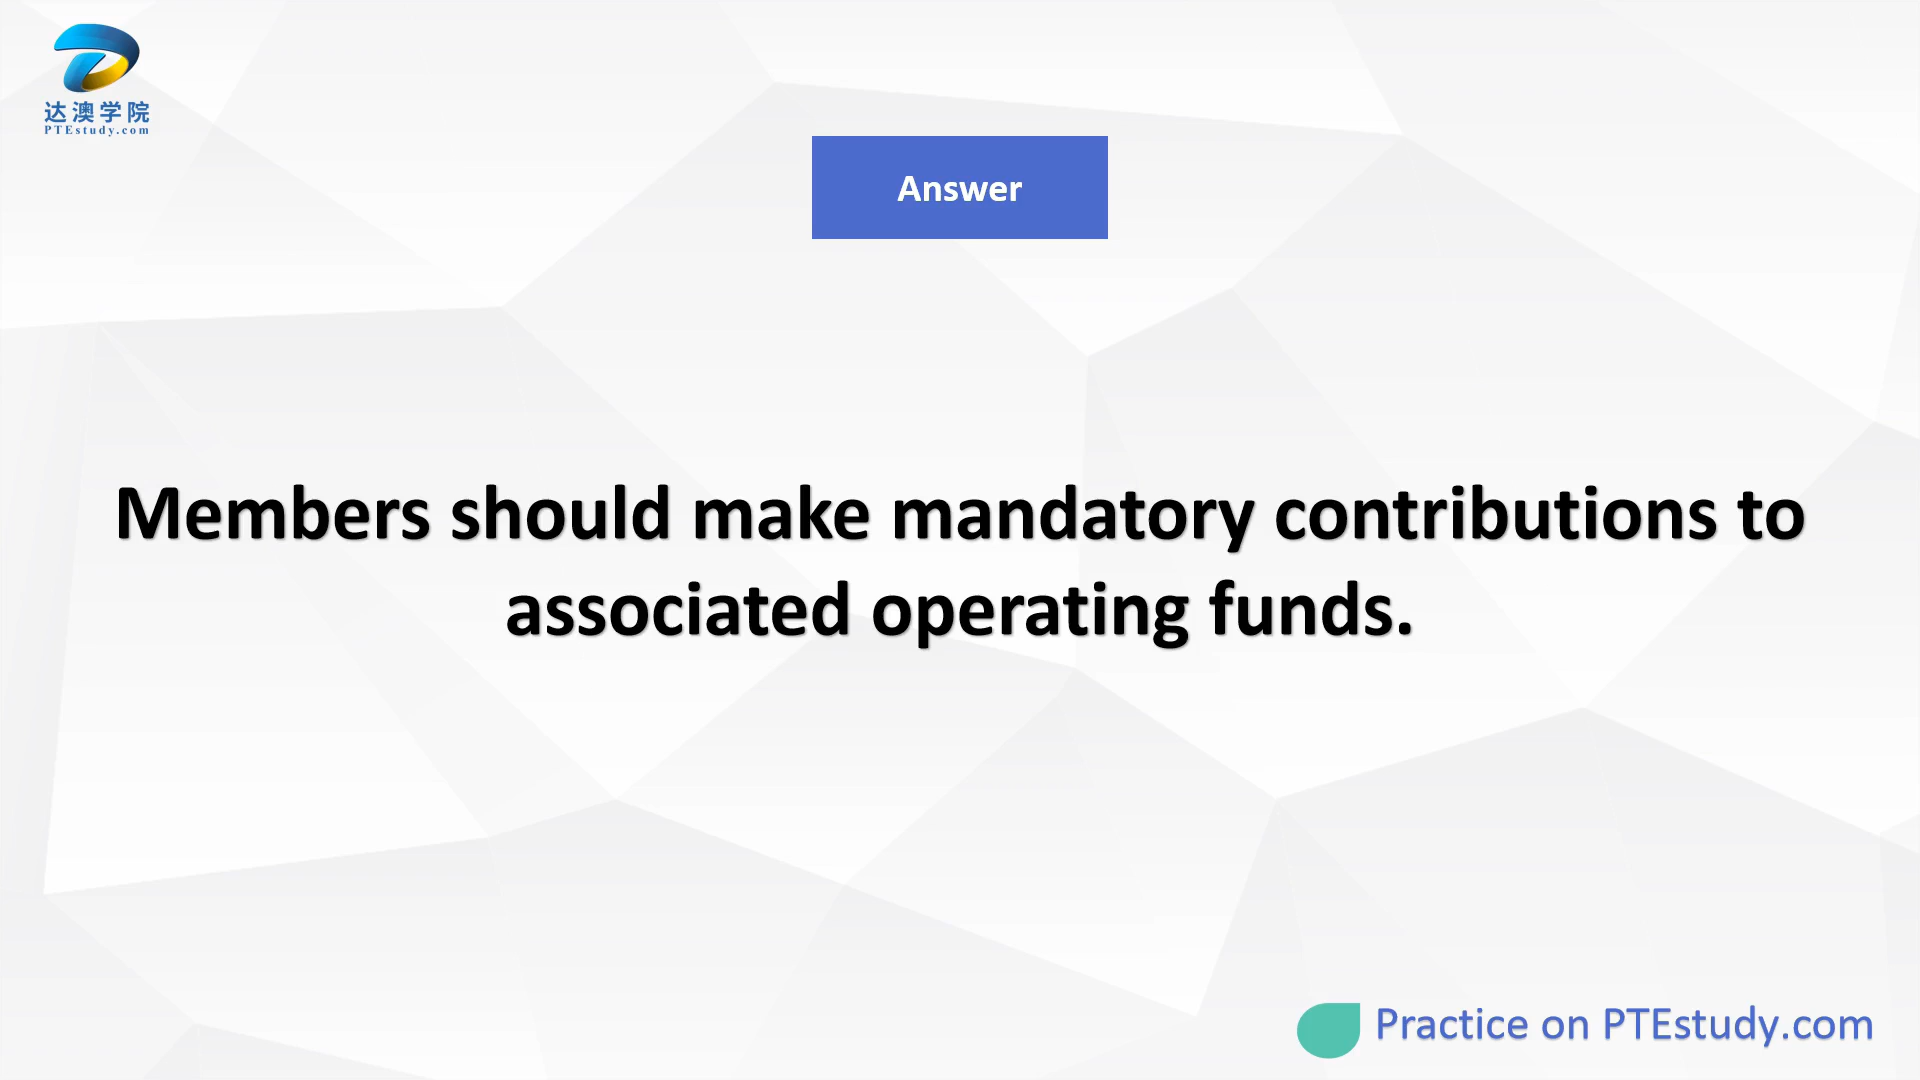 达澳学院
PTEstudy.com
Answer
Members should make mandatory contributions to
associated operating funds.
Practice on PTEstudy.com